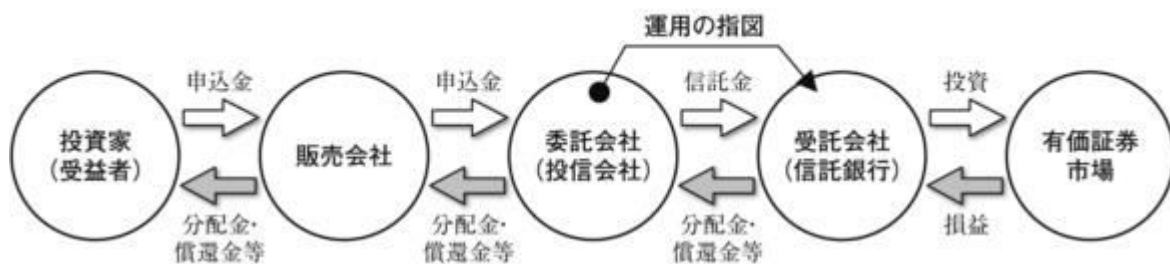 運用の指図
申込金
申込金
信託金
投資
投資家
(受益者)
販売会社
委託会社
(投信会社)
受託会社
(信託銀行)
有価証券
市場
分配金・
償還金等
分配金・
償還金等
分配金・
償還金等
損益